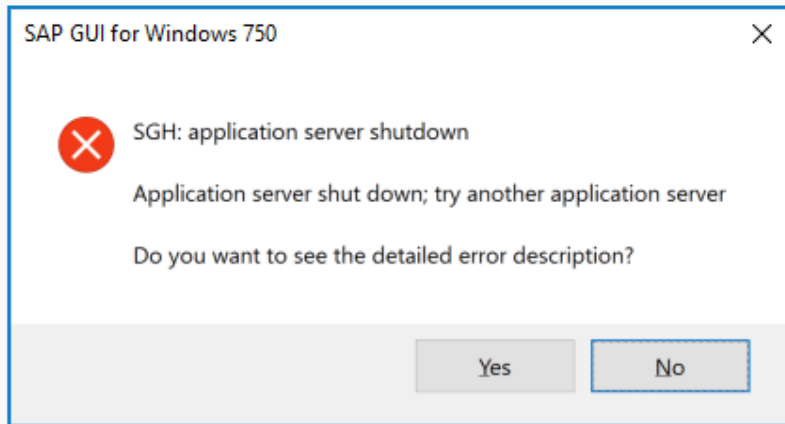 SAP GUI for Windows 750
SGH: application server shutdown
Application server shut down; try another application server
Do you want to see the detailed error description?
Yes
No